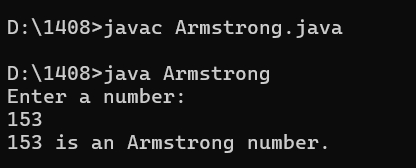 D:\1408>javac Armstrong.java
D:\1408>java Armstrong
Enter a number:
153
153 is an Armstrong number.